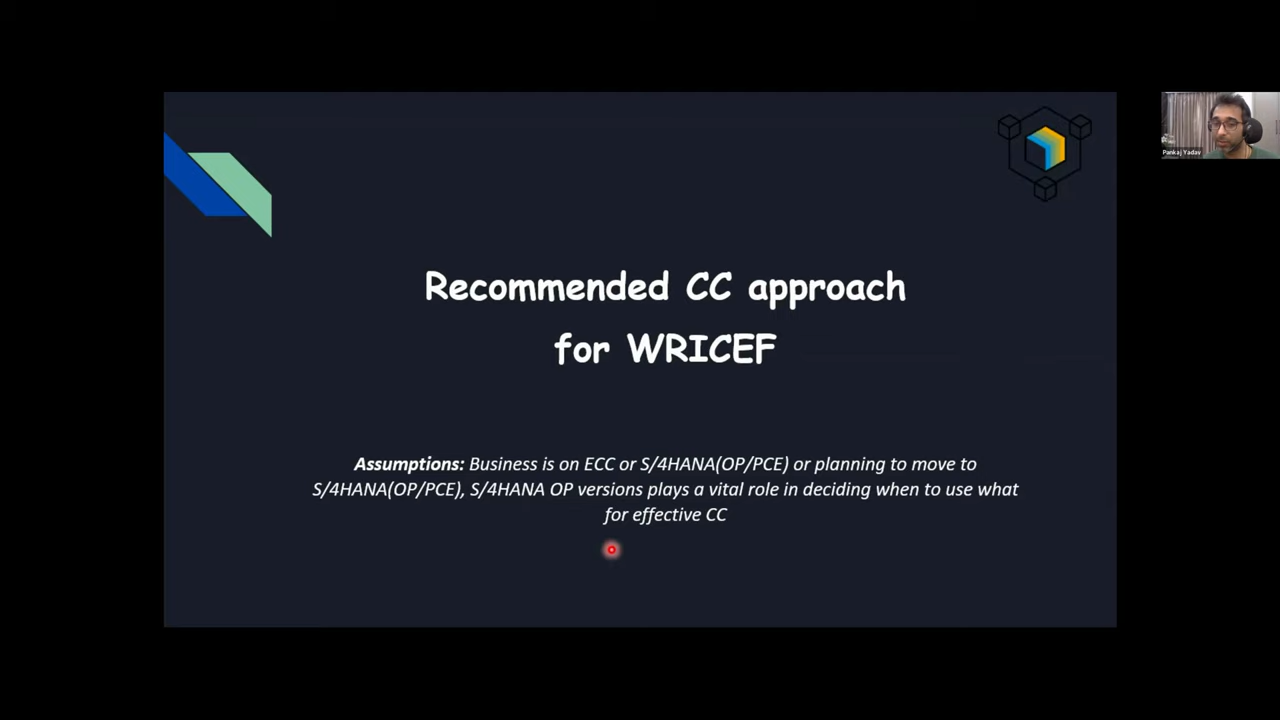 Recommended CC approach
for WRICEF
Assumptions: Business is on ECC or S/4HANA(OP/PCE) or planning to move to
S/4HANA(OP/PCE), S/4HANA OP versions plays a vital role in deciding when to use what
for effective CC
Pankaj Yadav